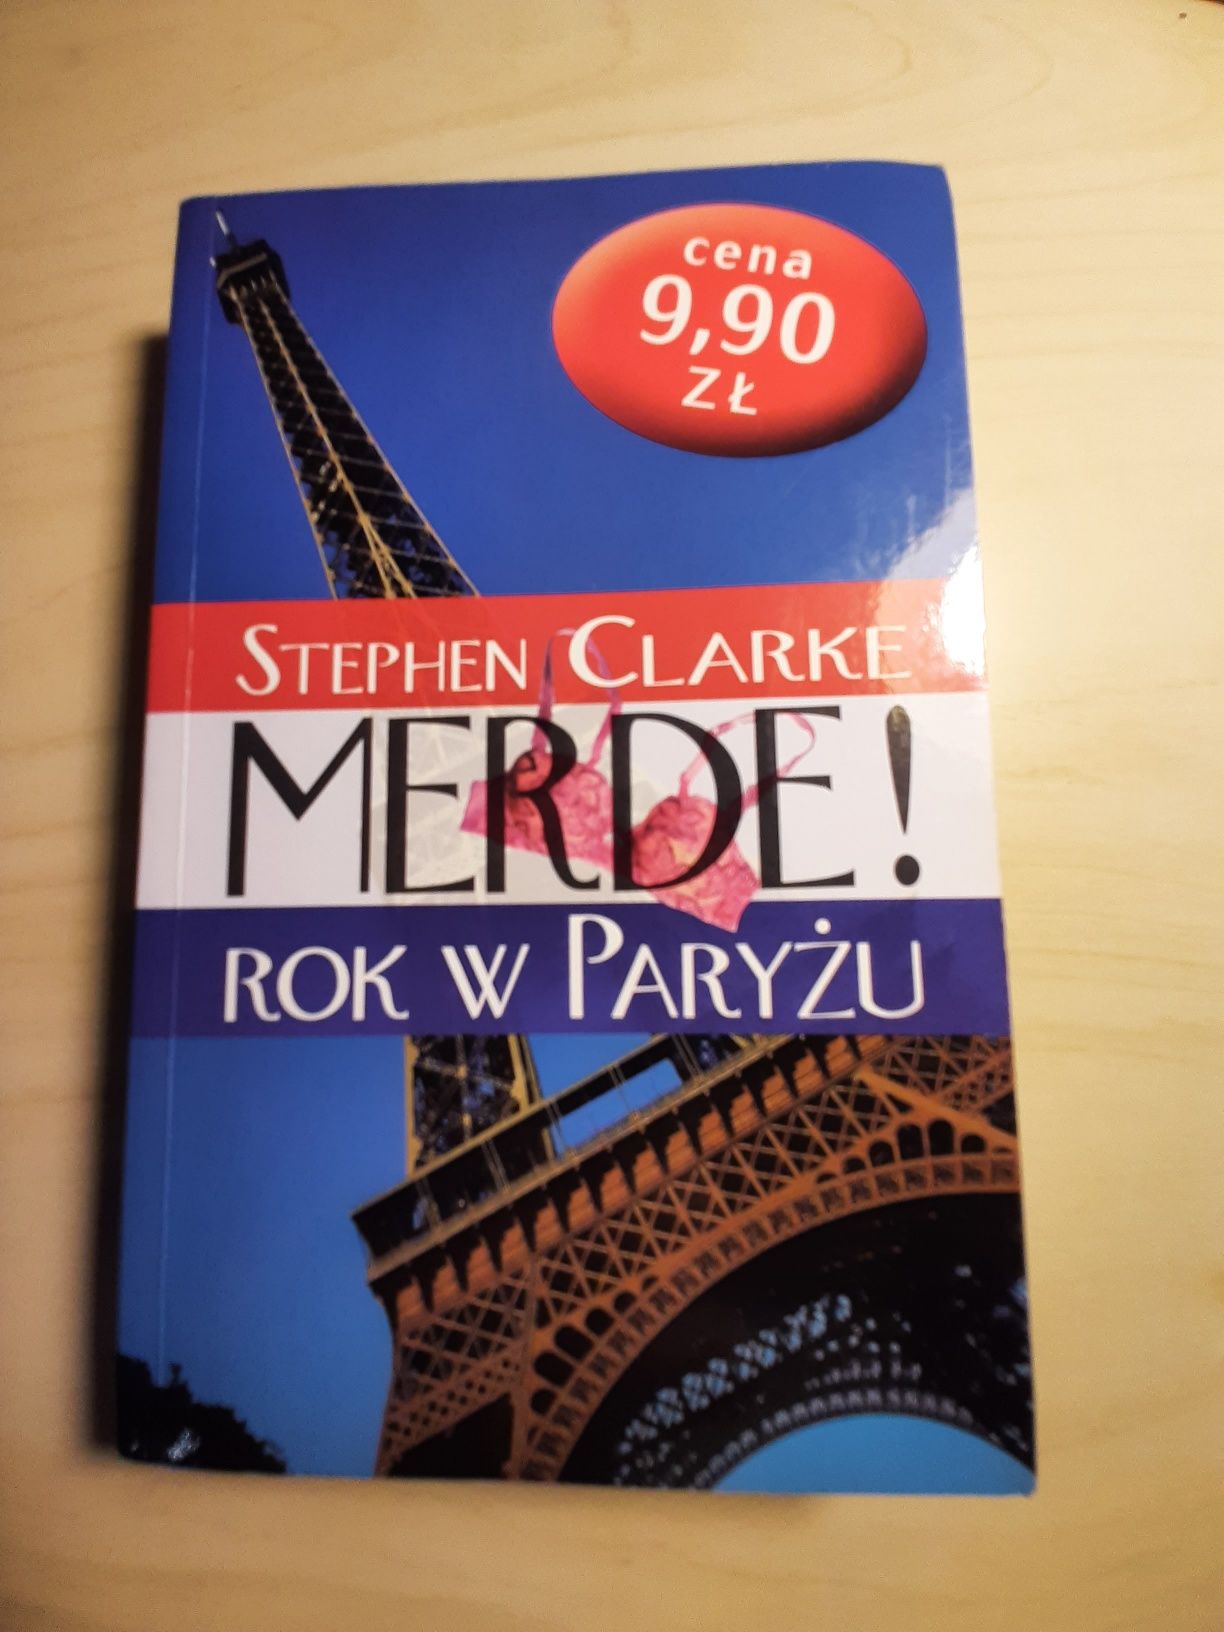 cena
9,90
ZŁ
STEPHEN CLARKE
MERDE!
ROK W PARYŻU